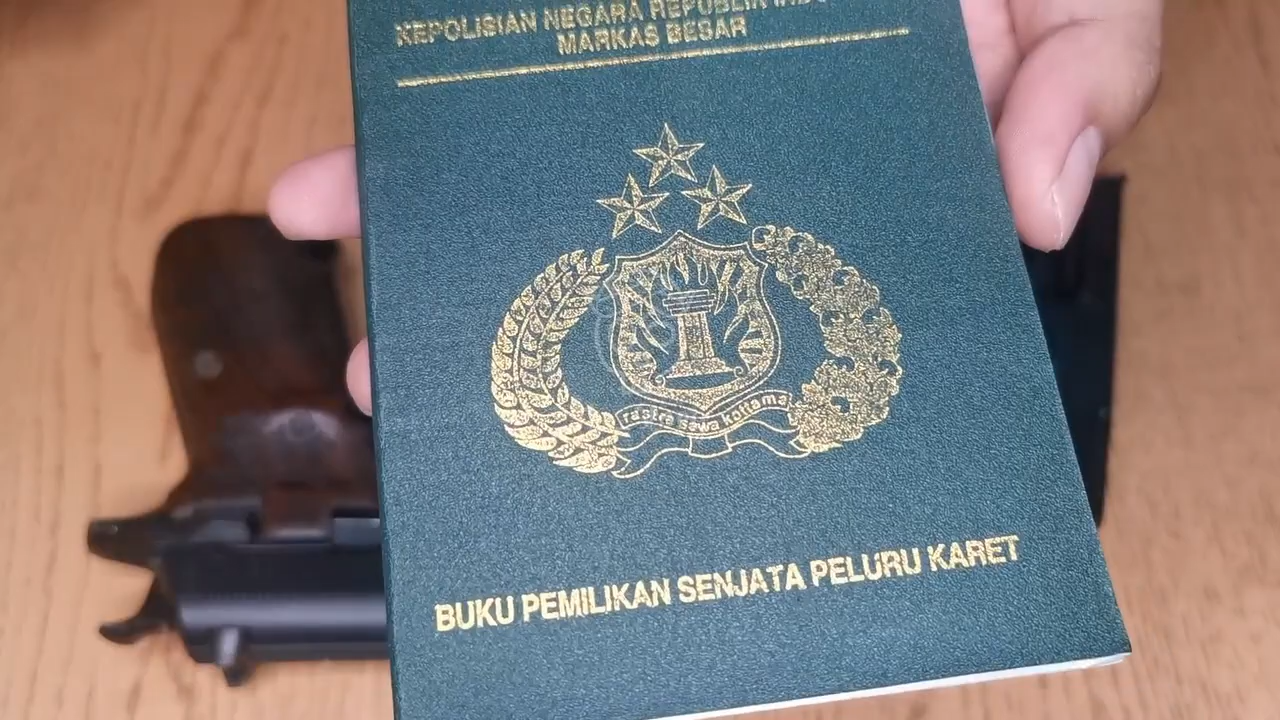 KEPOLISIAN NEGARA REPUBLIK
MARKAS BESAR
rastra sewa kottama
BUKU PEMILIKAN SENJATA PELURU KARET